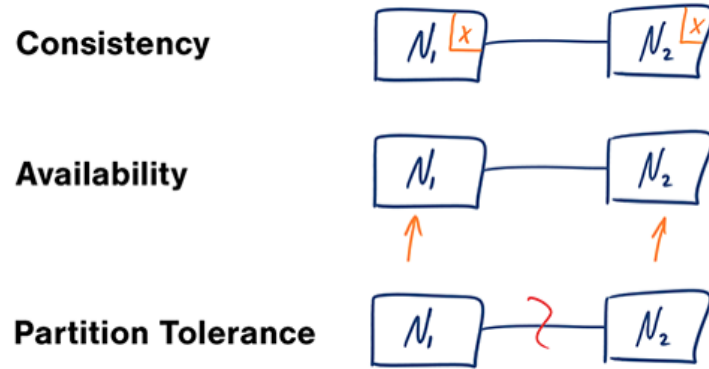 Consistency N₁ x N₂ x
Availability N₁ N₂
Partition Tolerance N₁ N₂